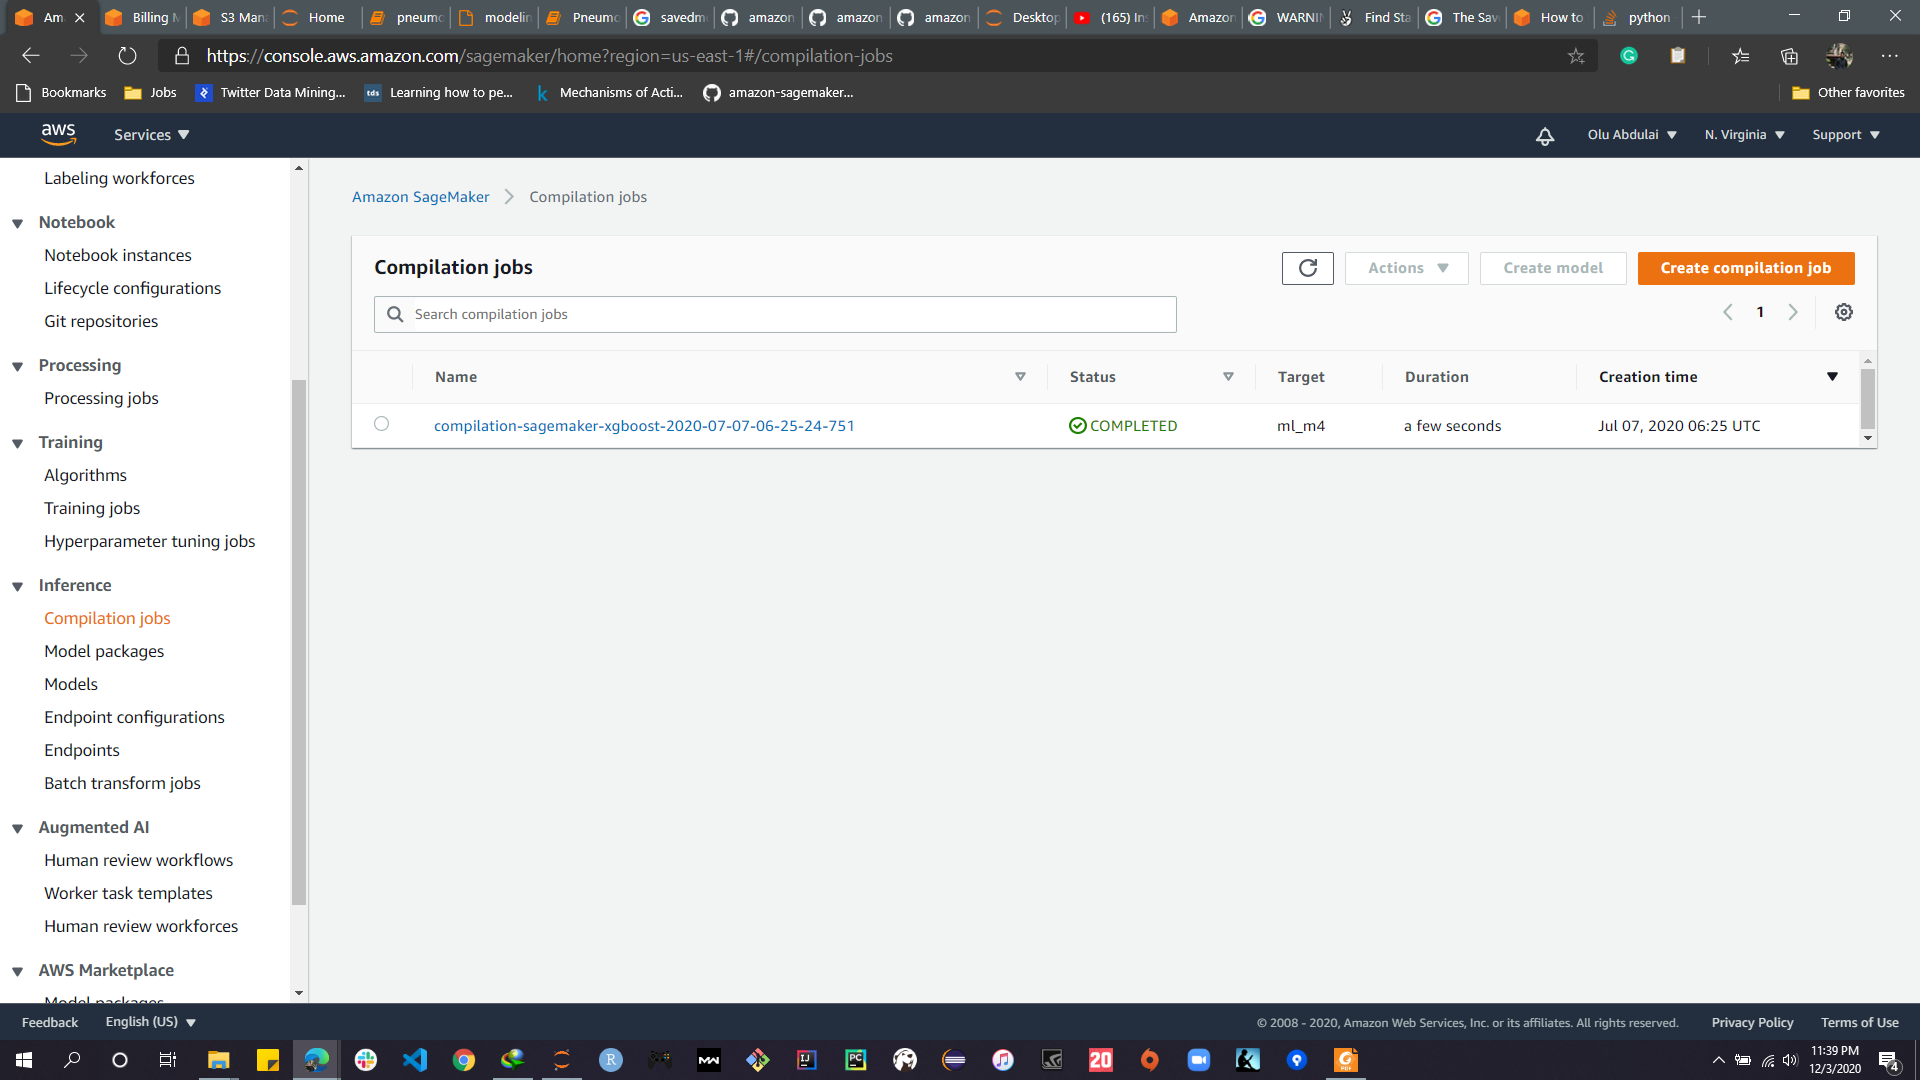 Am
Billing M
S3 Man
Home
pneumo
modelin
Pneumo
savedmo
amazon
amazon
amazon
Desktop
(165) In
Amazon
WARNIN
Find Sta
The Sav
How to
python
https://console.aws.amazon.com/sagemaker/home?region=us-east-1#/compilation-jobs
Bookmarks
Jobs
Twitter Data Mining...
tds
Learning how to pe...
k
Mechanisms of Acti...
amazon-sagemaker...
Other favorites
aws
Services
Olu Abdulai
N. Virginia
Support
Labeling workforces
Notebook
Notebook instances
Lifecycle configurations
Git repositories
Processing
Processing jobs
Training
Algorithms
Training jobs
Hyperparameter tuning jobs
Inference
Compilation jobs
Model packages
Models
Endpoint configurations
Endpoints
Batch transform jobs
Augmented AI
Human review workflows
Worker task templates
Human review workforces
AWS Marketplace
Model packages
Amazon SageMaker
Compilation jobs
Compilation jobs
Actions
Create model
Create compilation job
Search compilation jobs
1
Name
Status
Target
Duration
Creation time
compilation-sagemaker-xgboost-2020-07-07-06-25-24-751
COMPLETED
ml_m4
a few seconds
Jul 07, 2020 06:25 UTC
Feedback
English (US)
© 2008 - 2020, Amazon Web Services, Inc. or its affiliates. All rights reserved.
Privacy Policy
Terms of Use
R
MW
IJ
PC
20
PDF
11:39 PM
12/3/2020
4